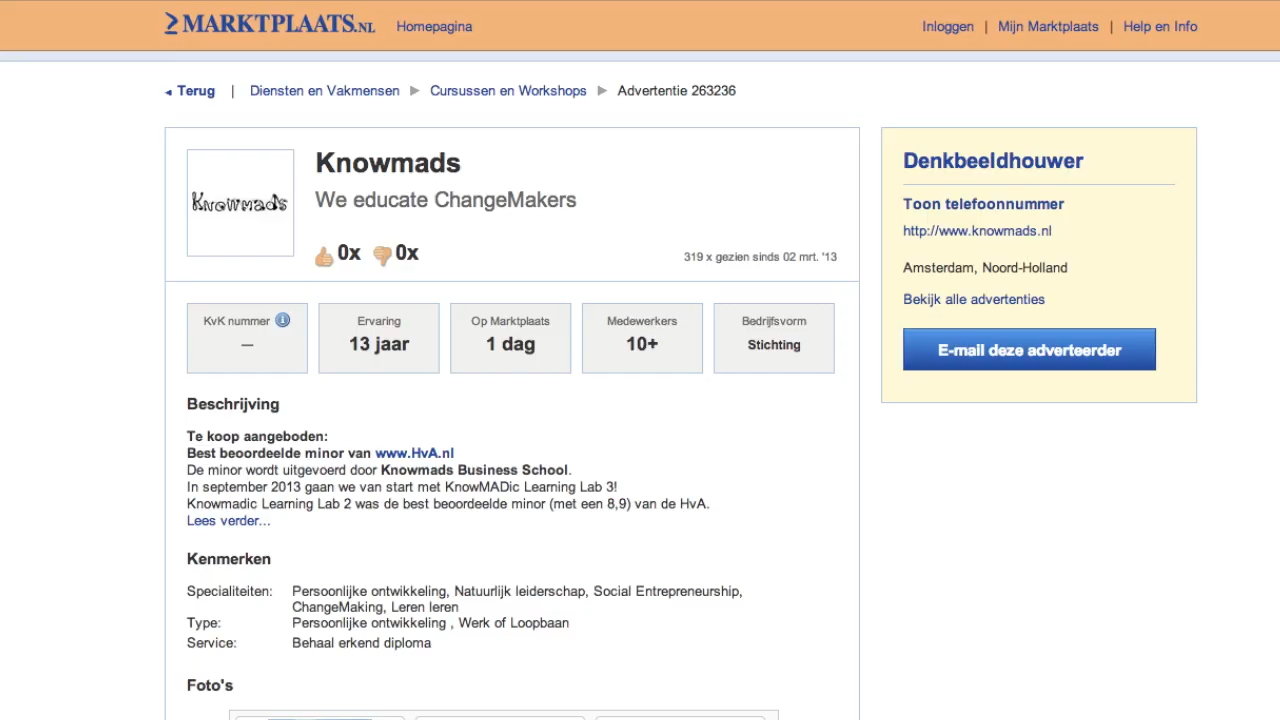 MARKTPLAATS.NL Homepagina Inloggen | Mijn Marktplaats | Help en Info
◂ Terug | Diensten en Vakmensen ▶ Cursussen en Workshops ▶ Advertentie 263236
Knowmads
Knowmads
We educate ChangeMakers
0x 0x
319 x gezien sinds 02 mrt. '13
KvK nummer
—
Ervaring
13 jaar
Op Marktplaats
1 dag
Medewerkers
10+
Bedrijfsvorm
Stichting
Beschrijving
Te koop aangeboden:
Best beoordeelde minor van www.HvA.nl
De minor wordt uitgevoerd door Knowmads Business School.
In september 2013 gaan we van start met KnowMADic Learning Lab 3!
Knowmadic Learning Lab 2 was de best beoordeelde minor (met een 8,9) van de HvA.
Lees verder...
Kenmerken
Specialiteiten: Persoonlijke ontwikkeling, Natuurlijk leiderschap, Social Entrepreneurship,
ChangeMaking, Leren leren
Type: Persoonlijke ontwikkeling , Werk of Loopbaan
Service: Behaal erkend diploma
Foto's
Denkbeeldhouwer
Toon telefoonnummer
http://www.knowmads.nl
Amsterdam, Noord-Holland
Bekijk alle advertenties
E-mail deze adverteerder